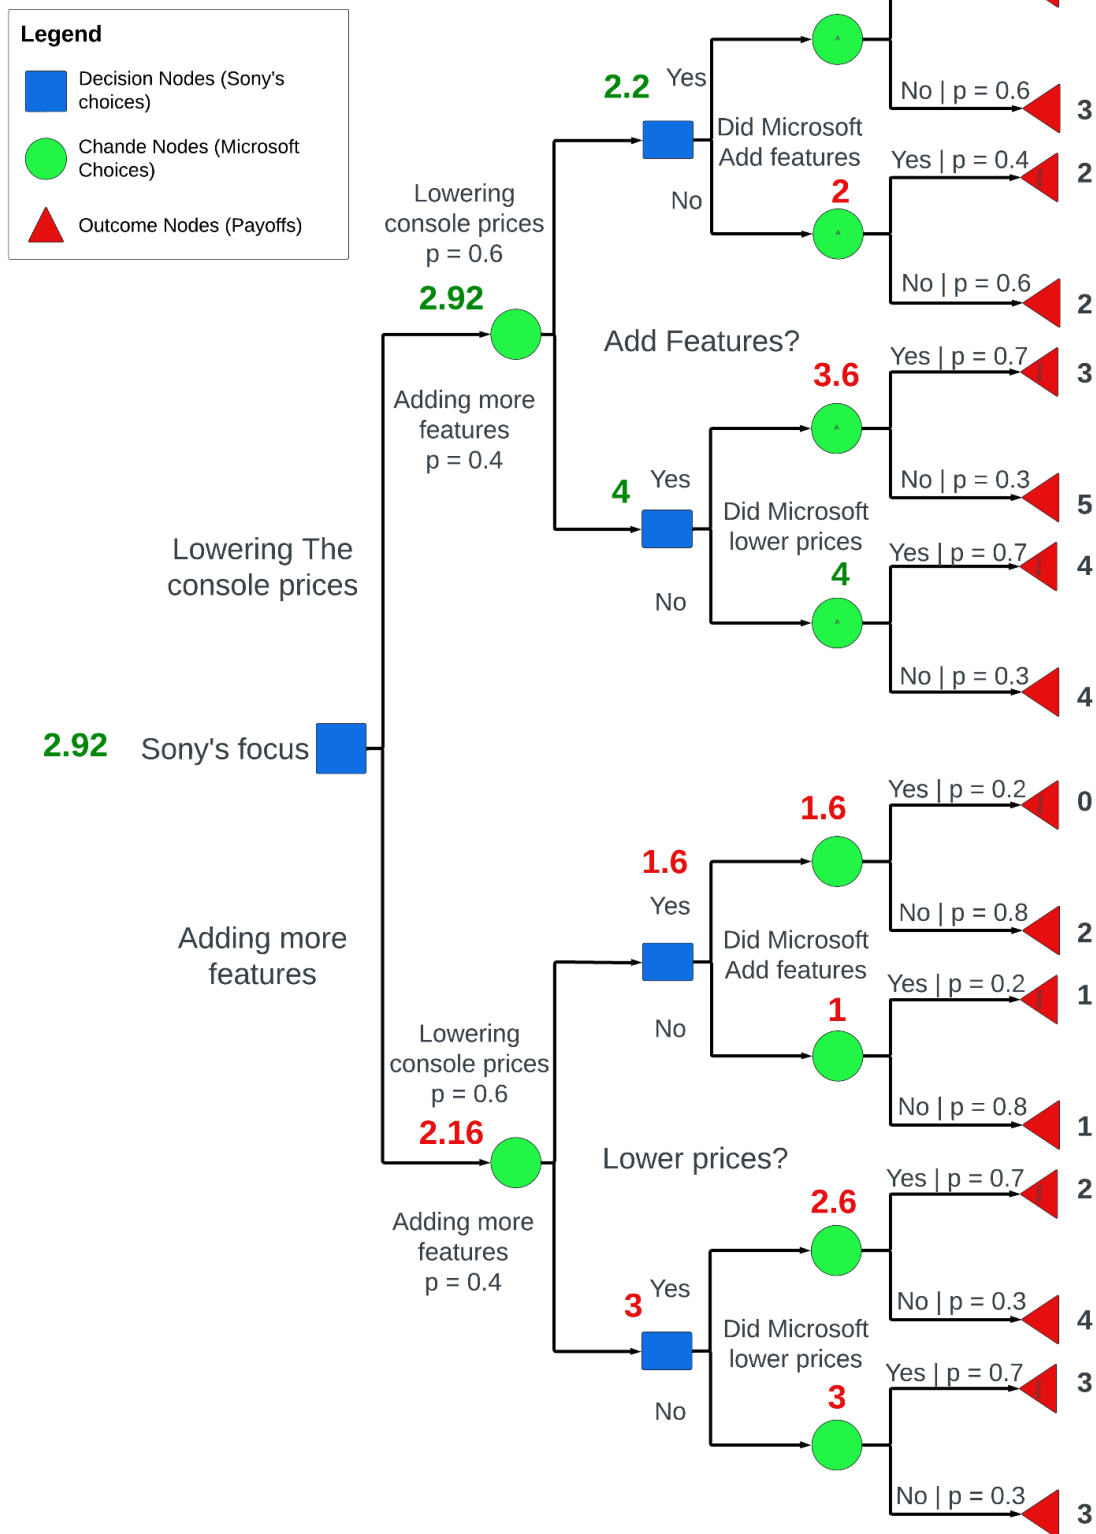 Legend
Decision Nodes (Sony's
choices)
Chande Nodes (Microsoft
Choices)
Outcome Nodes (Payoffs)
No | p = 0.6
3
2.2
Yes
Did Microsoft
Add features
No
Yes | p = 0.4
2
2
A
A
No | p = 0.6
2
Lowering
console prices
p = 0.6
2.92
Add Features?
3.6
A
Yes | p = 0.7
3
No | p = 0.3
5
Adding more
features
p = 0.4
4
Yes
Did Microsoft
lower prices
No
4
A
Yes | p = 0.7
4
No | p = 0.3
4
Lowering The
console prices
2.92
Sony's focus
Adding more
features
1.6
Yes | p = 0.2
0
No | p = 0.8
2
1.6
Yes
Did Microsoft
Add features
No
1
Yes | p = 0.2
1
No | p = 0.8
1
Lowering
console prices
p = 0.6
2.16
Lower prices?
2.6
Yes | p = 0.7
2
No | p = 0.3
4
Adding more
features
p = 0.4
3
Yes
Did Microsoft
lower prices
No
3
Yes | p = 0.7
3
No | p = 0.3
3